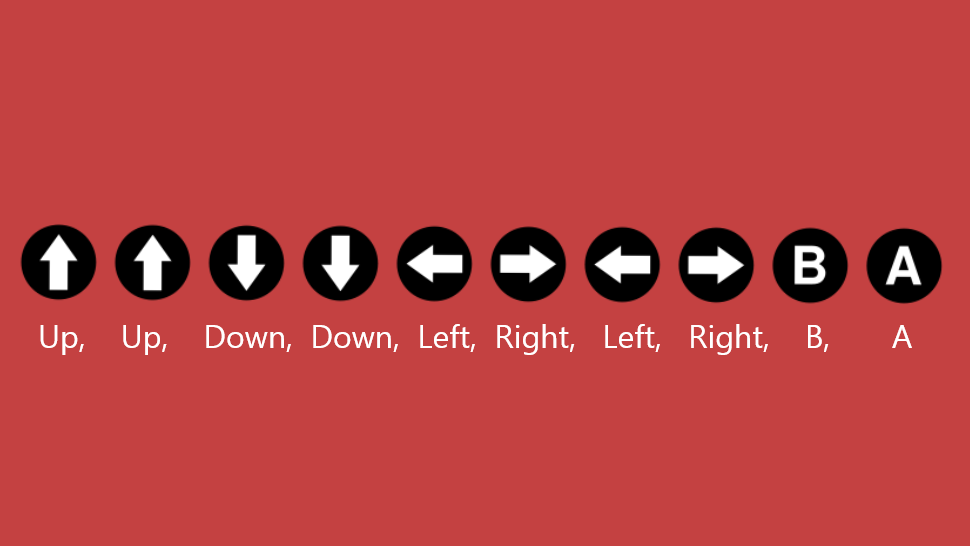 B A
Up, Up, Down, Down, Left, Right, Left, Right, B, A